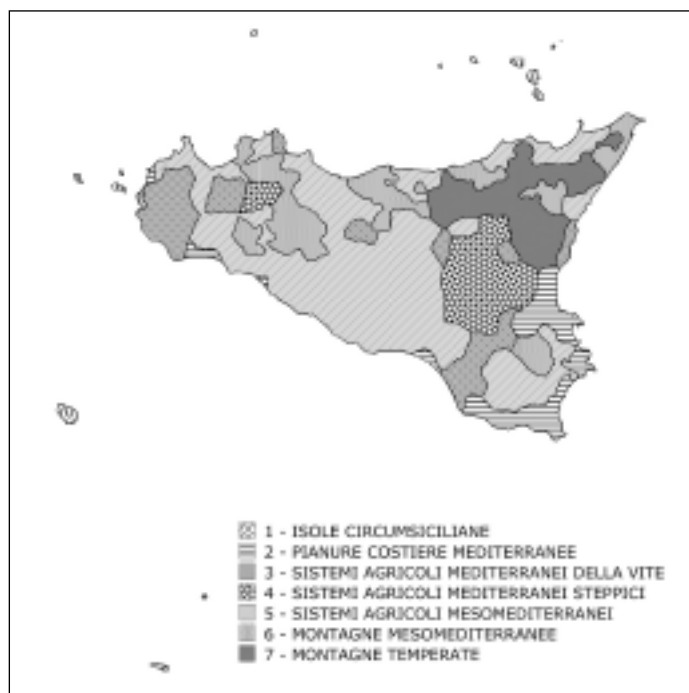 1 - ISOLE CIRCUMSICILIANE
2 - PIANURE COSTIERE MEDITERRANEE
3 - SISTEMI AGRICOLI MEDITERRANEI DELLA VITE
4 - SISTEMI AGRICOLI MEDITERRANEI STEPPICI
5 - SISTEMI AGRICOLI MESOMEDITERRANEI
6 - MONTAGNE MESOMEDITERRANEE
7 - MONTAGNE TEMPERATE